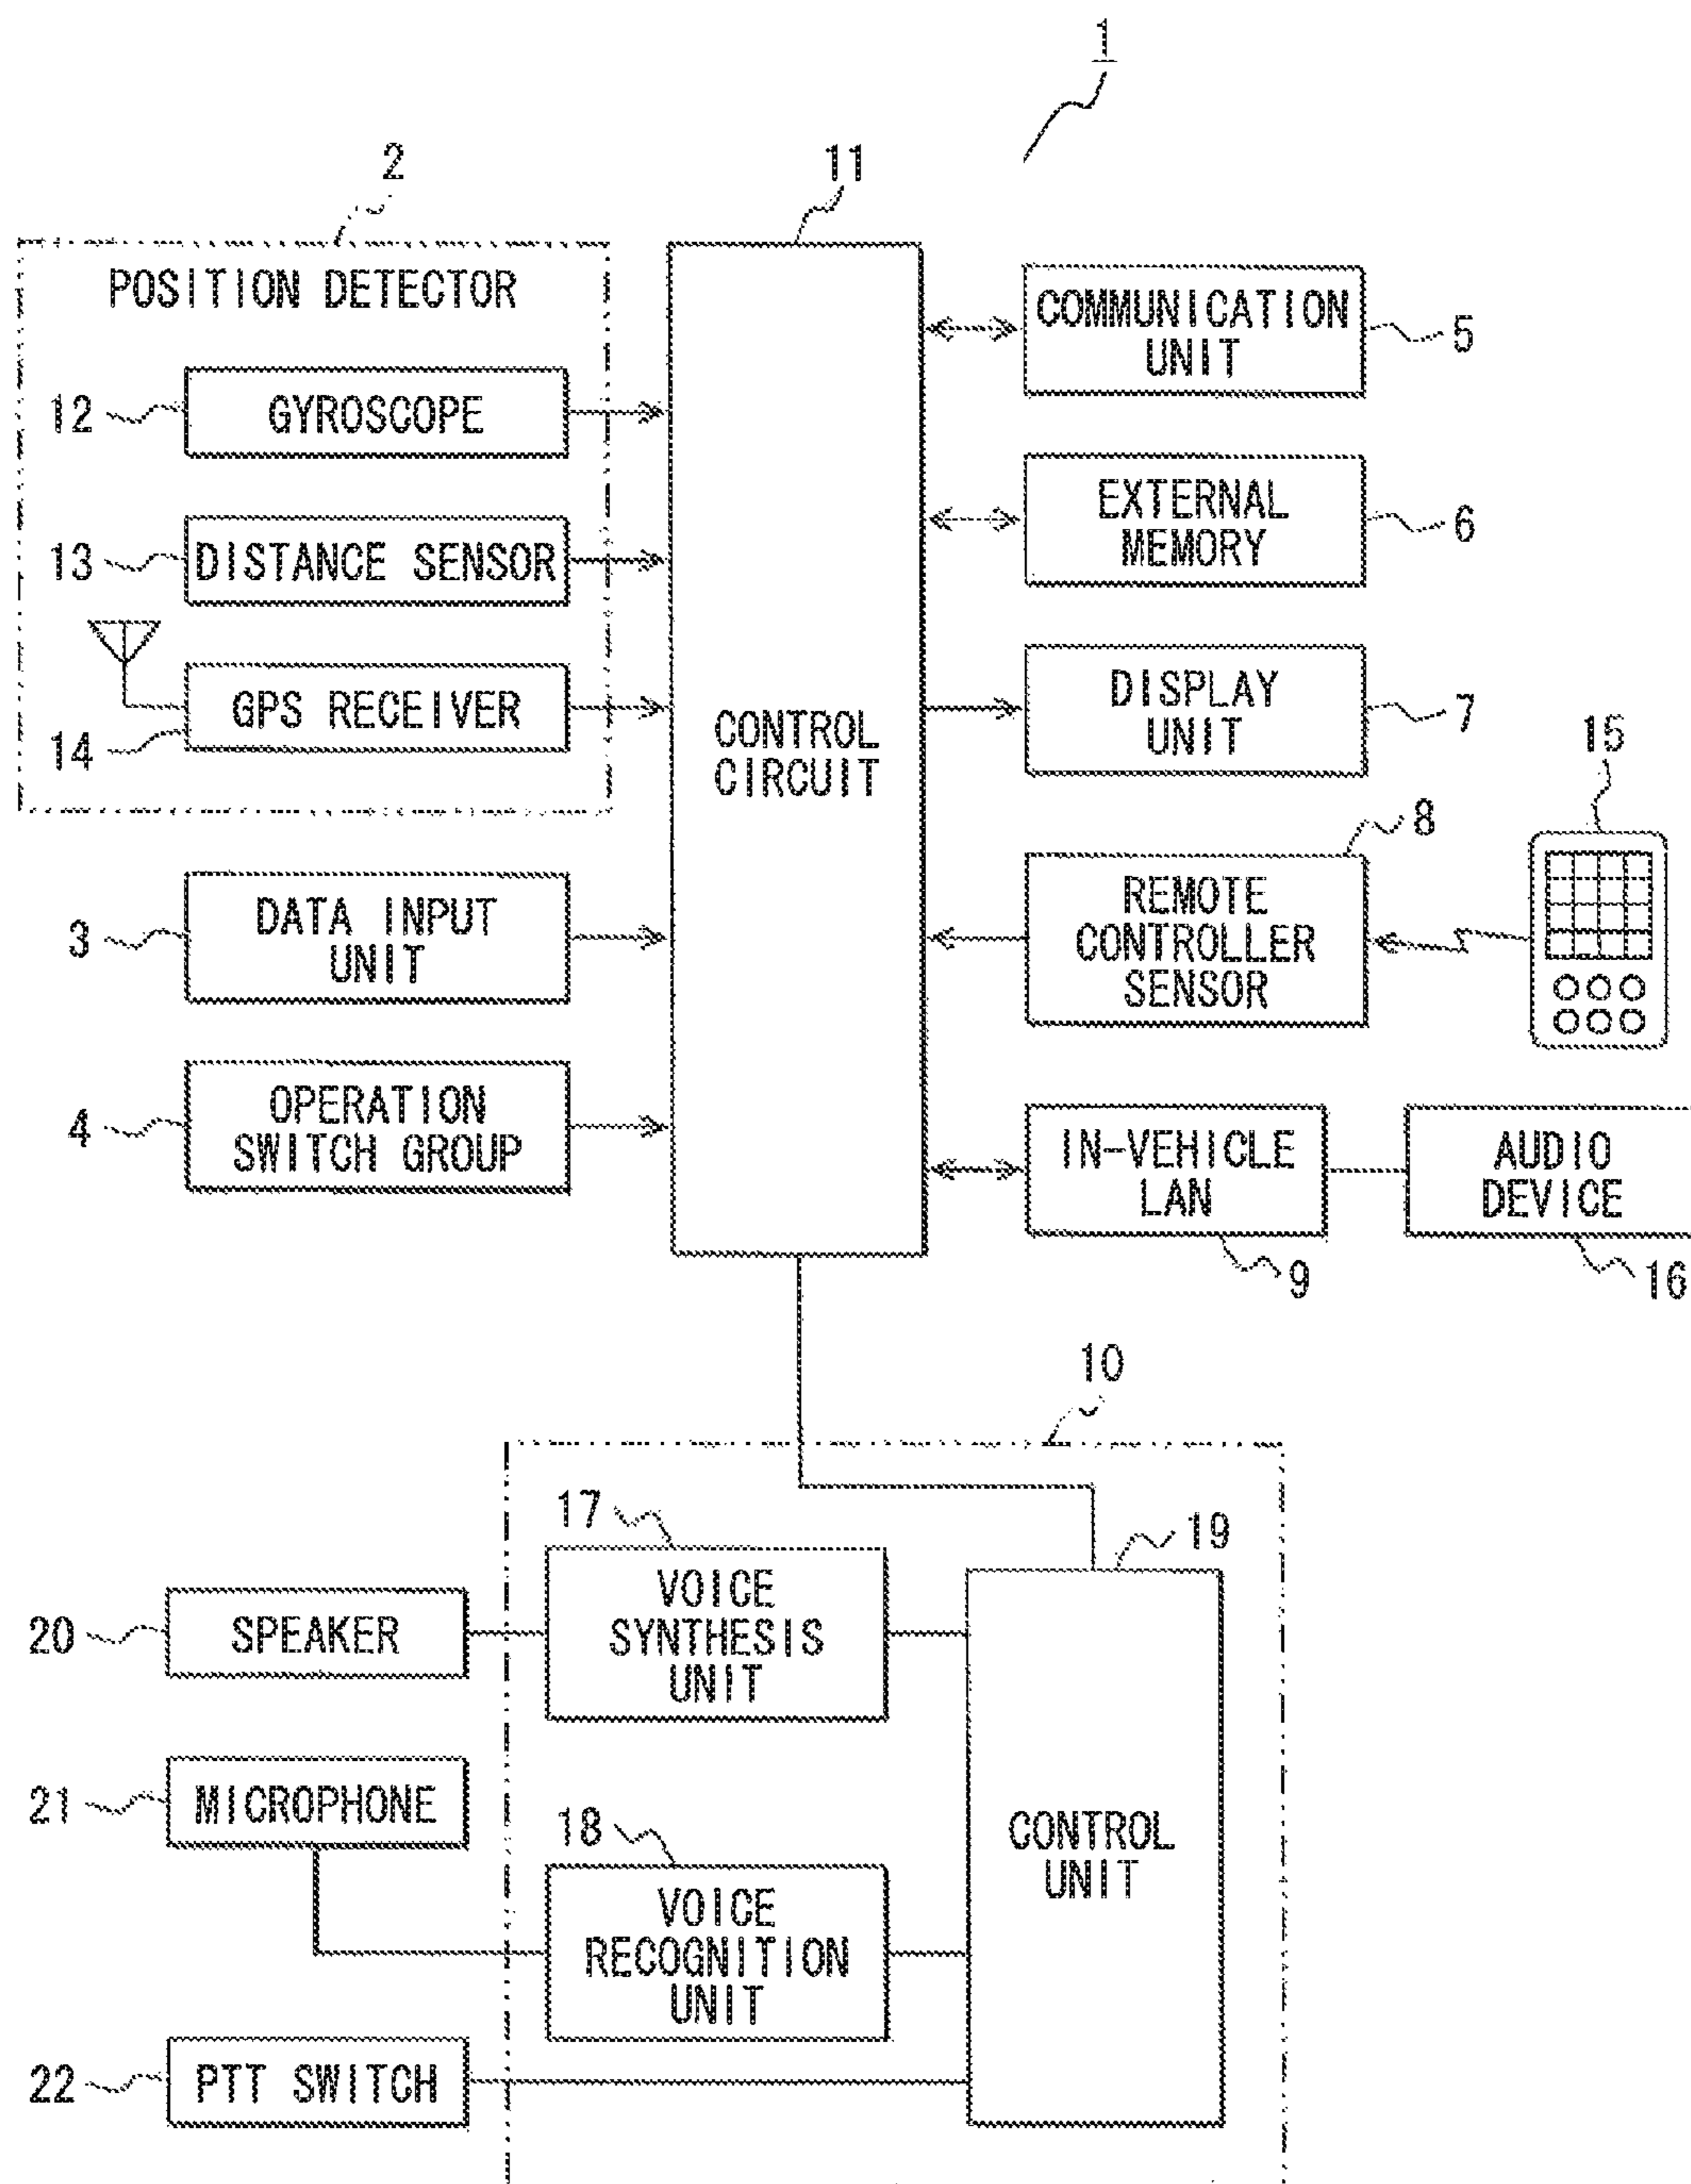 1
2
11
POSITION DETECTOR
COMMUNICATION
UNIT
5
12
GYROSCOPE
EXTERNAL
MEMORY
6
13
DISTANCE SENSOR
GPS RECEIVER
14
CONTROL
CIRCUIT
DISPLAY
UNIT
7
15
8
DATA INPUT
UNIT
3
REMOTE
CONTROLLER
SENSOR
OPERATION
SWITCH GROUP
4
IN-VEHICLE
LAN
9
AUDIO
DEVICE
16
10
17
19
20
SPEAKER
VOICE
SYNTHESIS
UNIT
21
MICROPHONE
18
CONTROL
UNIT
VOICE
RECOGNITION
UNIT
22
PTT SWITCH